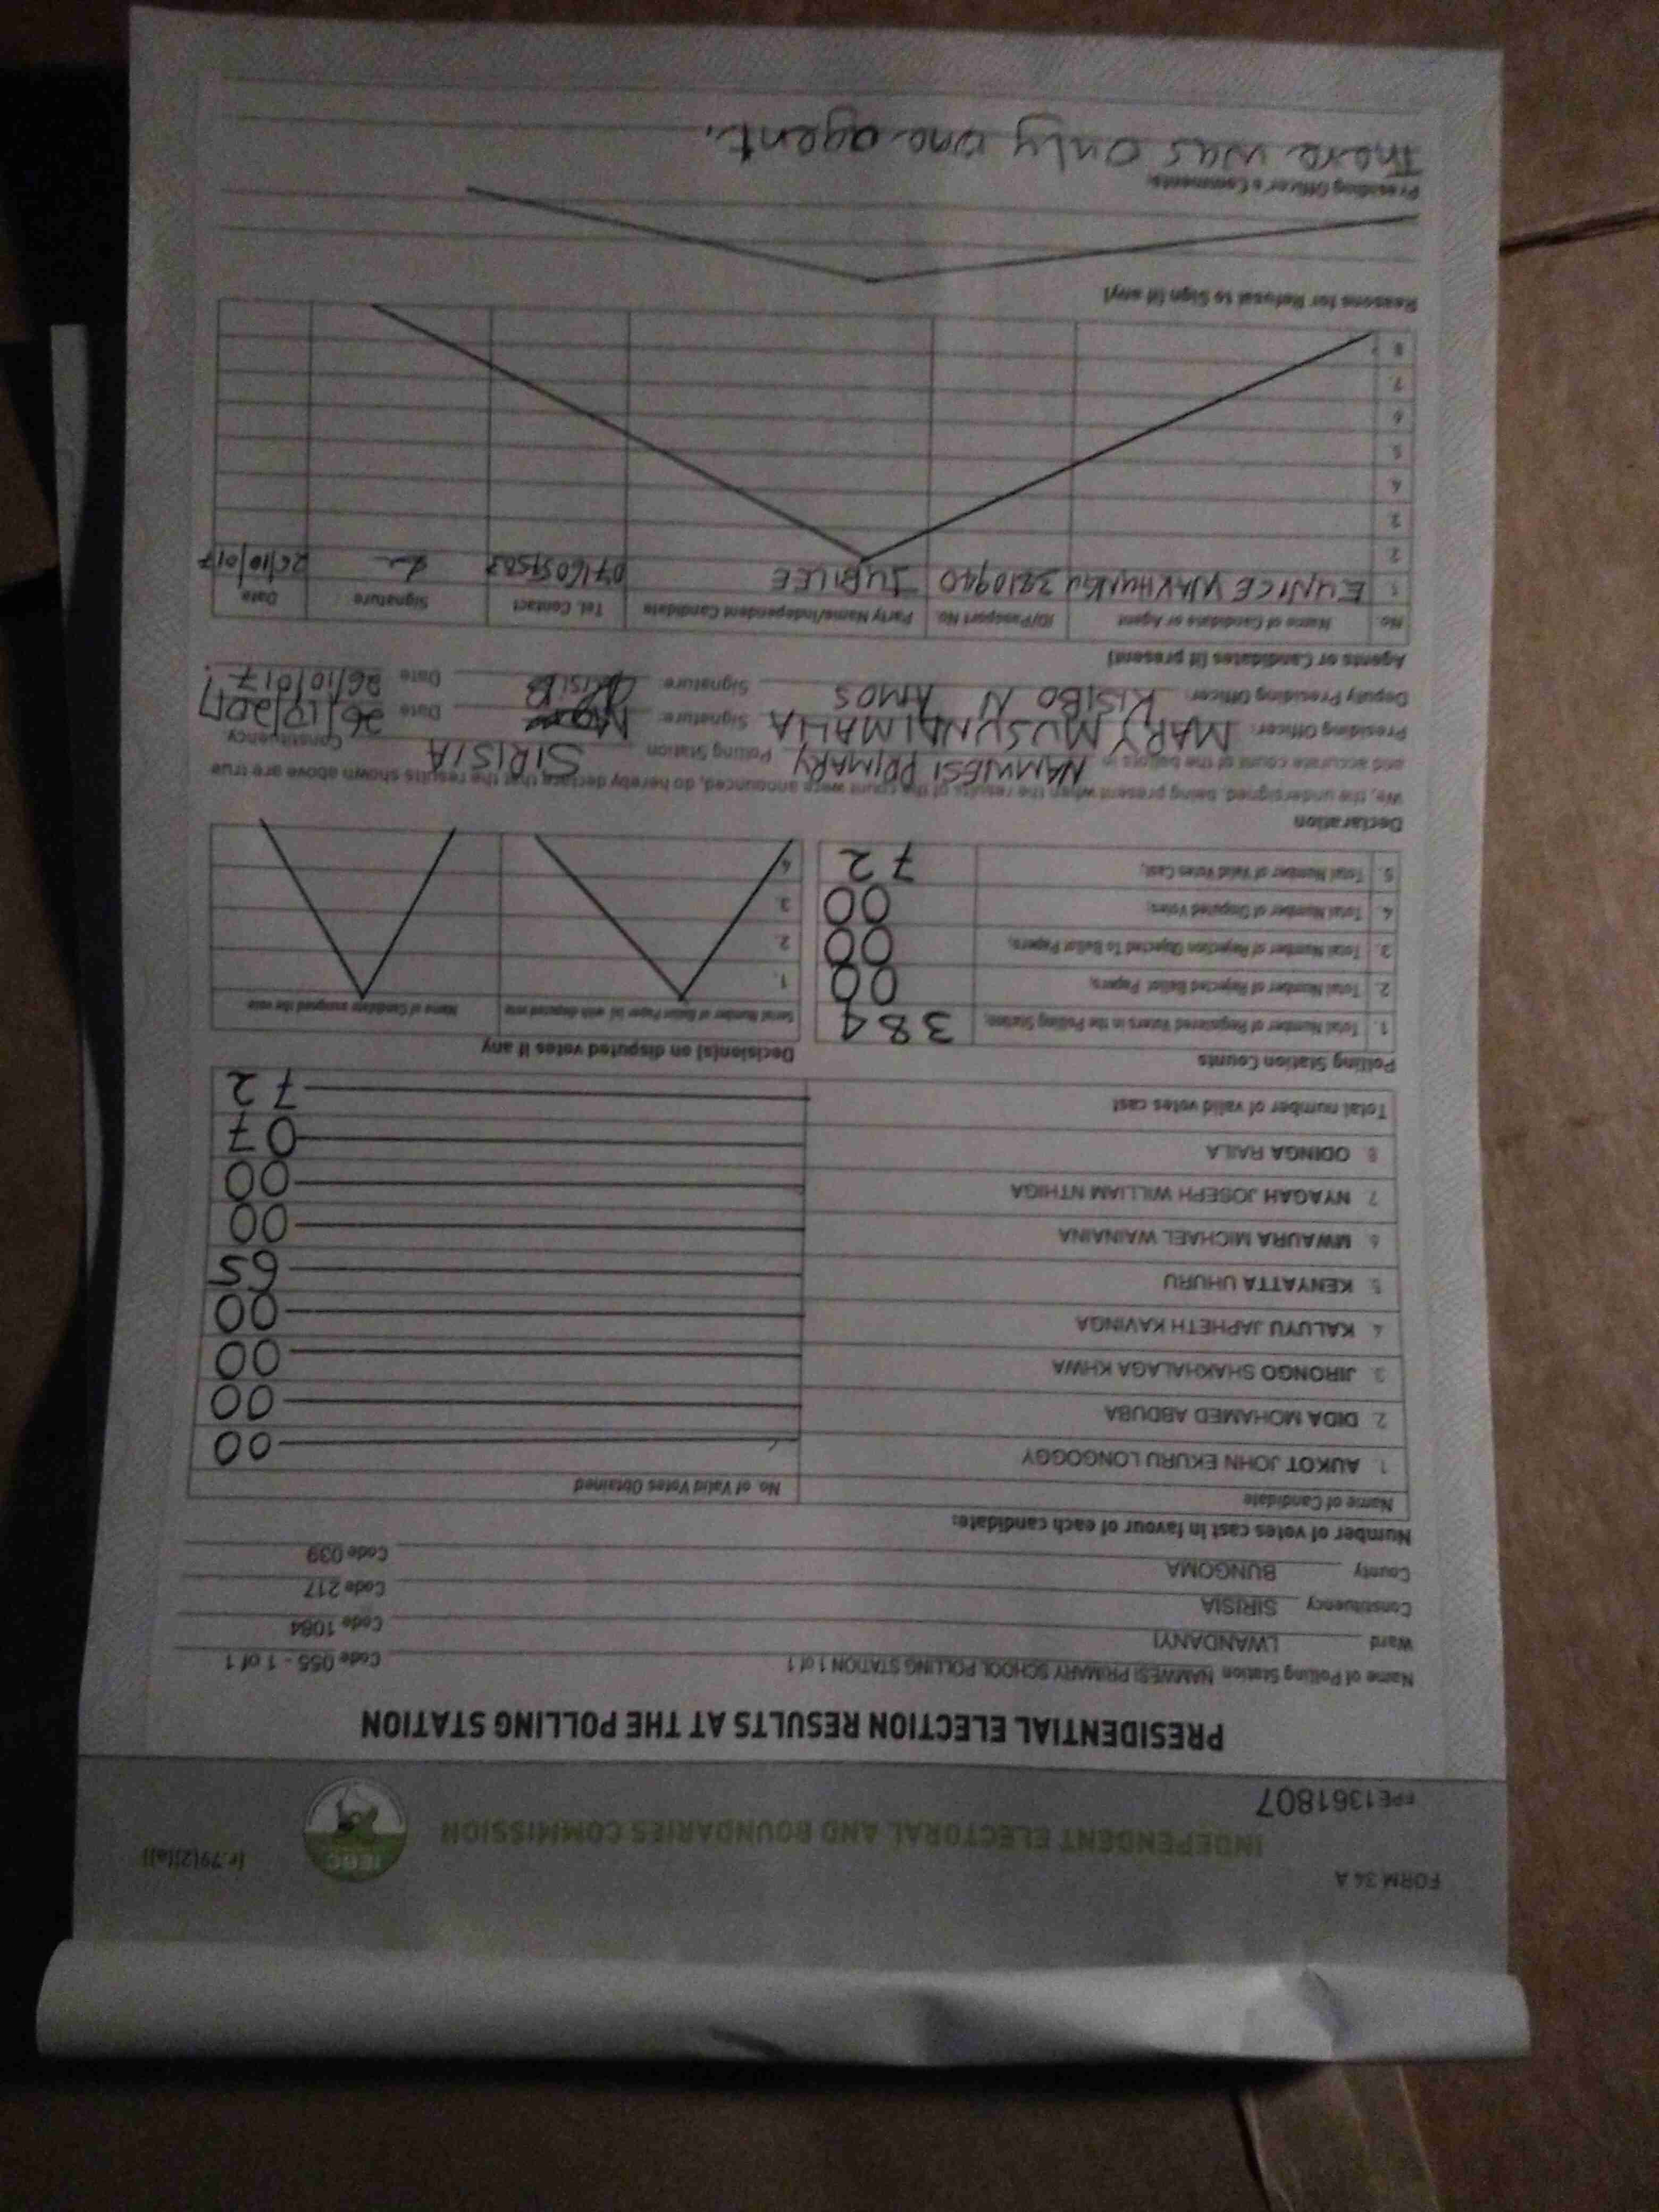 FORM 34 A
(r.79(2)(a))
INDEPENDENT ELECTORAL AND BOUNDARIES COMMISSION
IEBC
PRE1361807
PRESIDENTIAL ELECTION RESULTS AT THE POLLING STATION
Name of Polling Station NAMWESI PRIMARY SCHOOL POLLING STATION 1 of 1 Code 055 - 1 of 1
Ward LWANDANYI Code 1084
Constituency SIRISIA Code 217
County BUNGOMA Code 039
Number of votes cast in favour of each candidate:
Name of Candidate No. of Valid Votes Obtained
1. AUKOT JOHN EKURU LONGOGGY 00
2. DIDA MOHAMED ABDUBA 00
3. JIRONGO SHAKHALAGA KHWA 00
4. KALUYU JAPHETH KAVINGA 00
5. KENYATTA UHURU 65
6. MWAURA MICHAEL WAINAINA 00
7. NYAGAH JOSEPH WILLIAM NTHIGA 00
8. ODINGA RAILA 07
Total number of valid votes cast 72
Polling Station Counts
1. Total Number of Registered Voters in the Polling Station; 384
2. Total Number of Rejected Ballot Papers; 00
3. Total Number of Rejection Objected To Ballot Papers; 00
4. Total Number of Disputed Votes; 00
5. Total Number of Valid Votes Cast; 72
Decision(s) on disputed votes if any
Serial Number of Ballot Paper (s) with disputed vote Name of Candidate assigned the vote
1.
2.
3.
4.
Declaration
We, the undersigned, being present when the results of the count were announced, do hereby declare that the results shown above are true
and accurate count of the ballots in NAMWESI PRIMARY Polling Station SIRISIA Constituency.
Presiding Officer: MARY MUSUNDI MALIA Signature: Date 26/10/2017
Deputy Presiding Officer: KISIBO N AMOS Signature: Date 26/10/017
Agents or Candidates (if present)
No. Name of Candidate or Agent ID/Passport No. Party Name/Independent Candidate Tel. Contact Signature Date
1. EUNICE 3810940 JUBILEE 26/10/017
2
3
4
5
6
7
8
Reasons for Refusal to Sign (if any)
Presiding Officer's Comments:
There was only one agent.